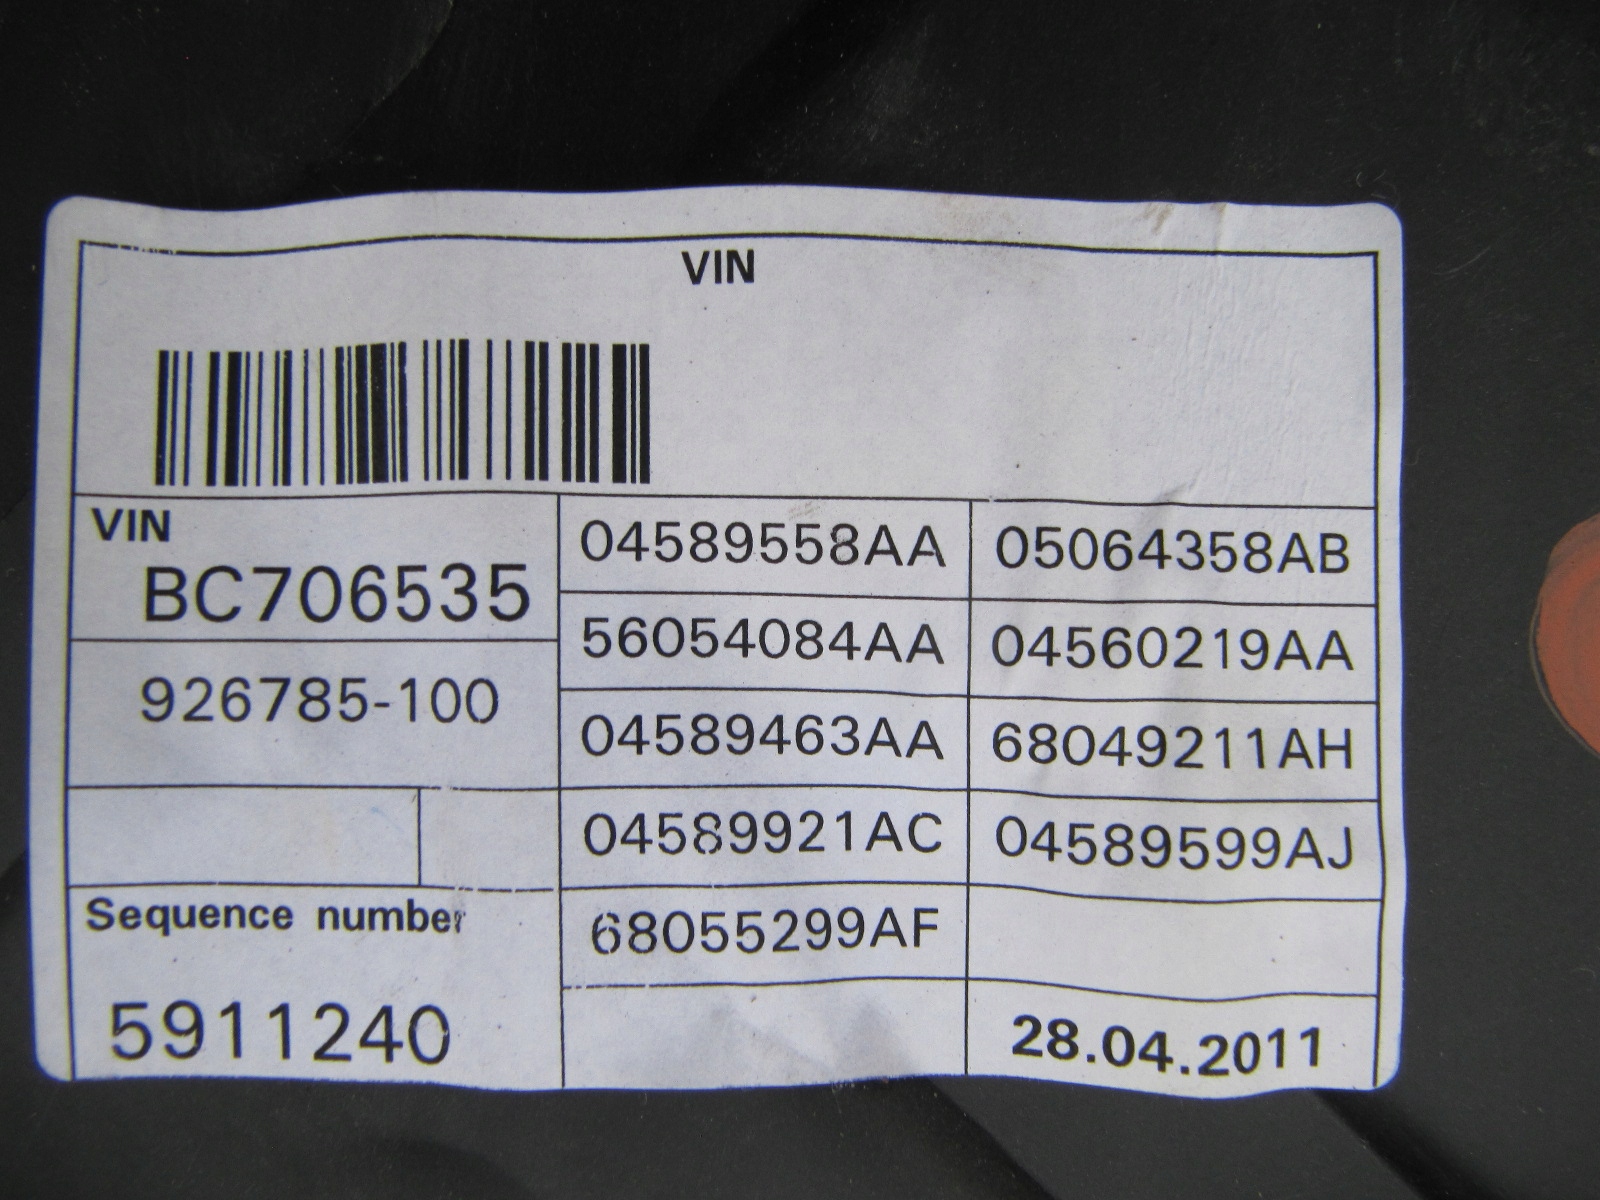 VIN
VIN
BC706535
926785-100
Sequence number
5911240
04589558AA 05064358AB
56054084AA 04560219AA
04589463AA 68049211AH
04589921AC 04589599AJ
68055299AF
28.04.2011